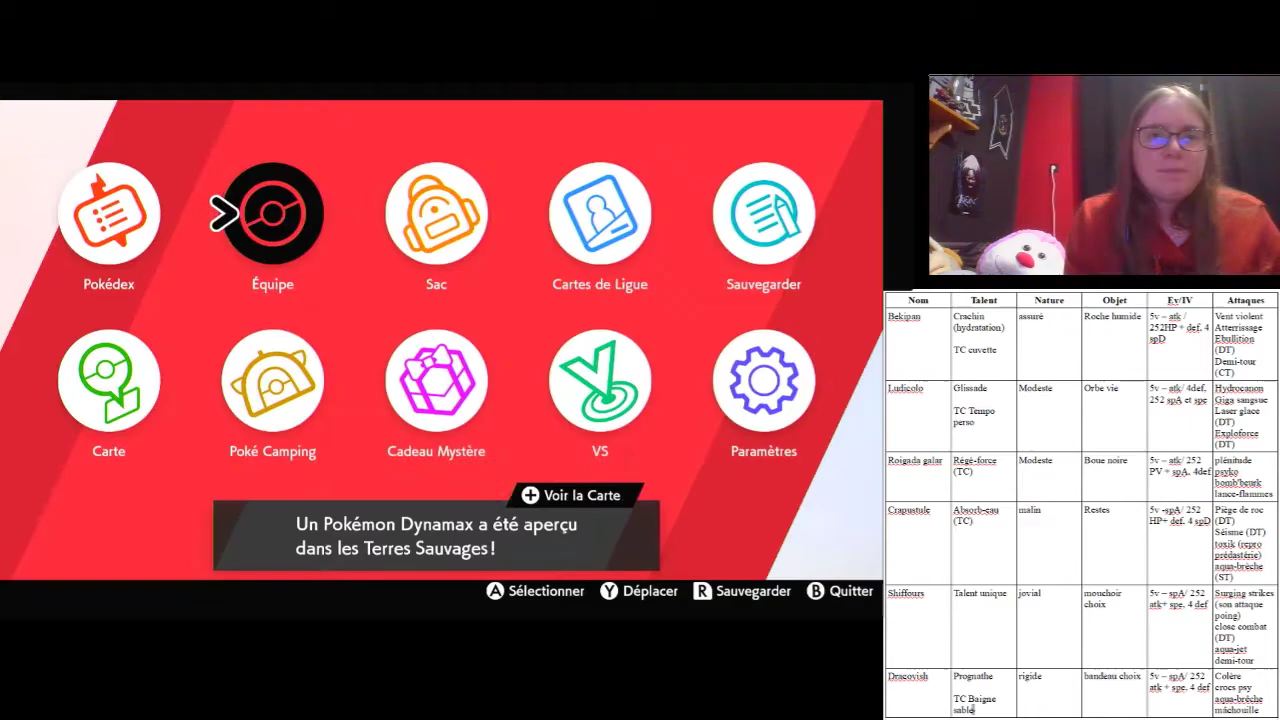 Pokédex
Équipe
Sac
Cartes de Ligue
Sauvegarder
Carte
Poké Camping
Cadeau Mystère
VS
Paramètres
+ Voir la Carte
Un Pokémon Dynamax a été aperçu
dans les Terres Sauvages!
A Sélectionner Y Déplacer R Sauvegarder B Quitter
Nom Talent Nature Objet Ev/IV Attaques
Bekipan
Crachin
(hydratation)
TC cuvette
assuré
Roche humide
5v – atk /
252HP + def. 4
spD
Vent violent
Atterrissage
Ebullition
(DT)
Demi-tour
(CT)
Ludicolo
Glissade
TC Tempo
perso
Modeste
Orbe vie
5v – atk/ 4def,
252 spA et spe
Hydrocanon
Giga sangsue
Laser glace
(DT)
Exploforce
(DT)
Roigada galar
Régé-force
(TC)
Modeste
Boue noire
5v – atk/ 252
PV + spA. 4def
plénitude
psyko
bomb'beurk
lance-flammes
Crapustule
Absorb-eau
(TC)
malin
Restes
5v -spA/ 252
HP+ def. 4 spD
Piège de roc
(DT)
Séisme (DT)
toxik (repro
prédastérie)
aqua-brèche
(ST)
Shiffours
Talent unique
jovial
mouchoir
choix
5v – spA/ 252
atk+ spe. 4 def
Surging strikes
(son attaque
poing)
close combat
(DT)
aqua-jet
demi-tour
Dracovish
Prognathe
TC Baigne
sable
rigide
bandeau choix
5v – spA/ 252
atk + spe. 4 def
Colère
crocs psy
aqua-brèche
mâchouille